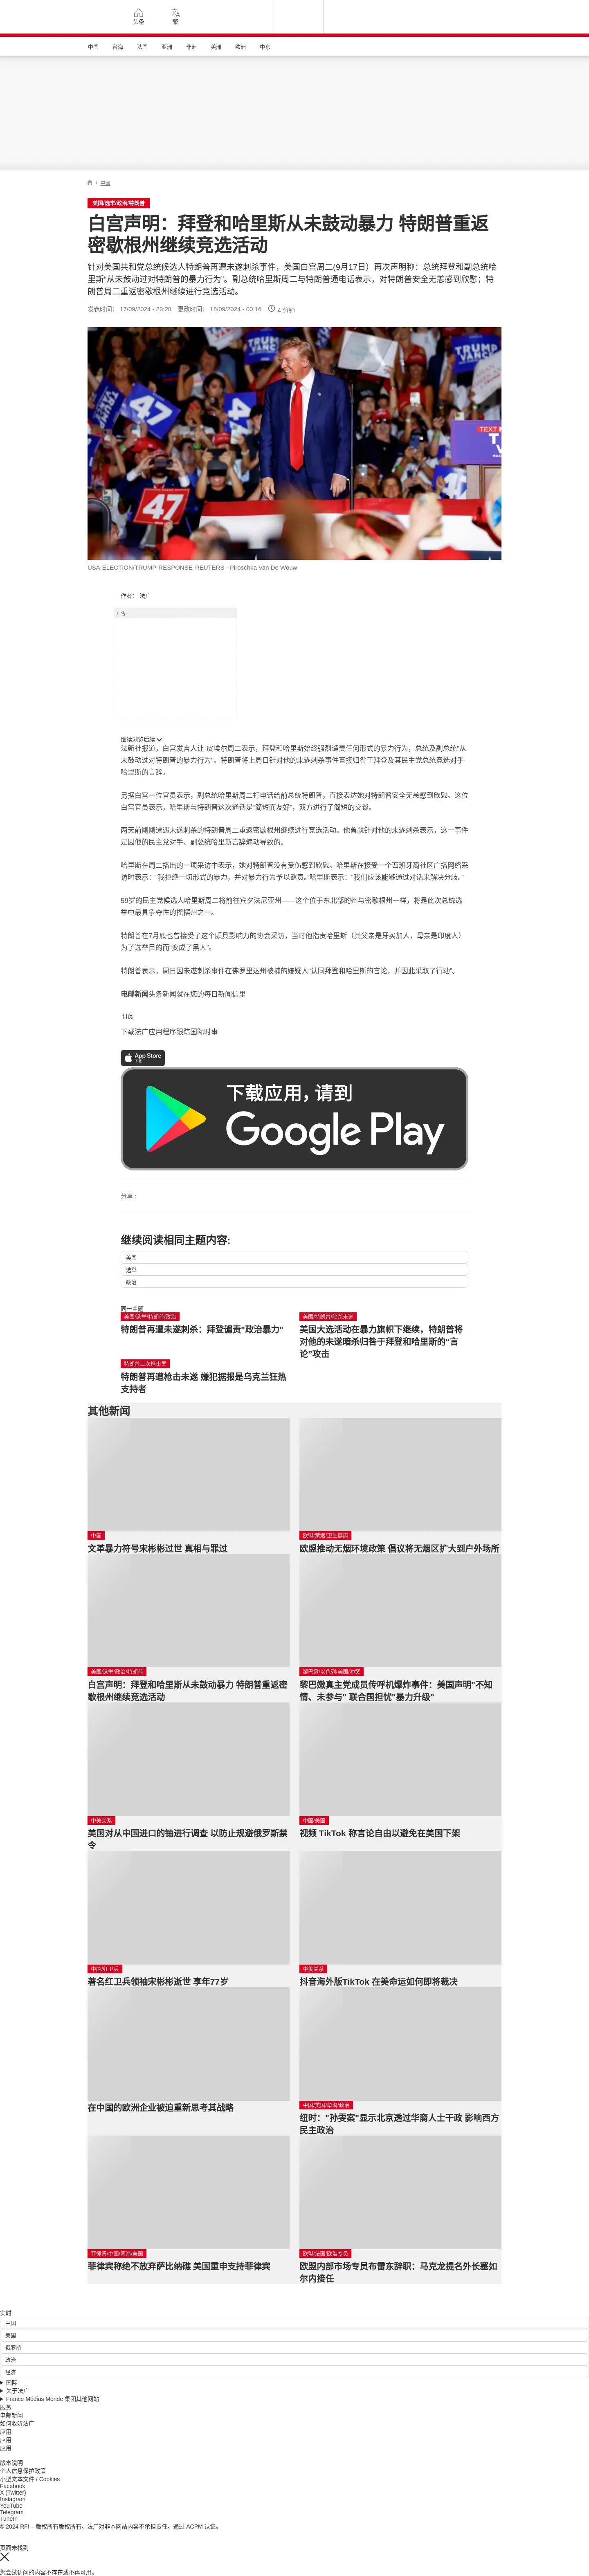 头条
繁
中国 台海 法国 亚洲 非洲 美洲 欧洲 中东
/ 中国
美国/选举/政治/特朗普
白宫声明：拜登和哈里斯从未鼓动暴力 特朗普重返
密歇根州继续竞选活动
针对美国共和党总统候选人特朗普再遭未遂刺杀事件，美国白宫周二(9月17日）再次声明称：总统拜登和副总统哈
里斯“从未鼓动过对特朗普的暴力行为”。副总统哈里斯周二与特朗普通电话表示，对特朗普安全无恙感到欣慰；特
朗普周二重返密歇根州继续进行竞选活动。
发表时间： 17/09/2024 - 23:28 更改时间： 18/09/2024 - 00:16 4 分钟
47
47
TEXT
USA-ELECTION/TRUMP-RESPONSE REUTERS - Piroschka Van De Wouw
作者： 法广
广告
继续浏览后续
法新社报道，白宫发言人让-皮埃尔周二表示，拜登和哈里斯始终强烈谴责任何形式的暴力行为，总统及副总统“从
未鼓动过对特朗普的暴力行为”。特朗普将上周日针对他的未遂刺杀事件直接归咎于拜登及其民主党总统竞选对手
哈里斯的言辞。
另据白宫一位官员表示，副总统哈里斯周二打电话给前总统特朗普，直接表达她对特朗普安全无恙感到欣慰。这位
白宫官员表示，哈里斯与特朗普这次通话是“简短而友好”，双方进行了简短的交谈。
两天前刚刚遭遇未遂刺杀的特朗普周二重返密歇根州继续进行竞选活动。他曾就针对他的未遂刺杀表示，这一事件
是因他的民主党对手、副总统哈里斯言辞煽动导致的。
哈里斯在周二播出的一项采访中表示，她对特朗普没有受伤感到欣慰。哈里斯在接受一个西班牙裔社区广播网络采
访时表示：“我拒绝一切形式的暴力，并对暴力行为予以谴责。”哈里斯表示：“我们应该能够通过对话来解决分歧。”
59岁的民主党候选人哈里斯周二将前往宾夕法尼亚州——这个位于东北部的州与密歇根州一样，将是此次总统选
举中最具争夺性的摇摆州之一。
特朗普在7月底也曾接受了这个颇具影响力的协会采访，当时他指责哈里斯（其父亲是牙买加人，母亲是印度人）
为了选举目的而“变成了黑人”。
特朗普表示，周日因未遂刺杀事件在佛罗里达州被捕的嫌疑人“认同拜登和哈里斯的言论，并因此采取了行动”。
电邮新闻头条新闻就在您的每日新闻信里
订阅
下载法广应用程序跟踪国际时事
App Store
下载
下载应用，请到
Google Play
分享 :
继续阅读相同主题内容:
美国
选举
政治
同一主题
美国/选举/特朗普/政治
特朗普再遭未遂刺杀：拜登谴责"政治暴力"
美国/特朗普/暗杀未遂
美国大选活动在暴力旗帜下继续，特朗普将
对他的未遂暗杀归咎于拜登和哈里斯的“言
论”攻击
特朗普二次枪击案
特朗普再遭枪击未遂 嫌犯据报是乌克兰狂热
支持者
其他新闻
中国
文革暴力符号宋彬彬过世 真相与罪过
欧盟/禁烟/卫生健康
欧盟推动无烟环境政策 倡议将无烟区扩大到户外场所
美国/选举/政治/特朗普
白宫声明：拜登和哈里斯从未鼓动暴力 特朗普重返密
歇根州继续竞选活动
黎巴嫩/以色列/美国/冲突
黎巴嫩真主党成员传呼机爆炸事件：美国声明"不知
情、未参与" 联合国担忧"暴力升级"
中美关系
美国对从中国进口的铀进行调查 以防止规避俄罗斯禁
令
中国/美国
视频 TikTok 称言论自由以避免在美国下架
中国/红卫兵
著名红卫兵领袖宋彬彬逝世 享年77岁
中美关系
抖音海外版TikTok 在美命运如何即将裁决
在中国的欧洲企业被迫重新思考其战略
中国/美国/华裔/政治
纽时："孙雯案"显示北京透过华裔人士干政 影响西方
民主政治
菲律宾/中国/南海/美国
菲律宾称绝不放弃萨比纳礁 美国重申支持菲律宾
欧盟/法国/欧盟专员
欧盟内部市场专员布雷东辞职：马克龙提名外长塞如
尔内接任
实时
中国
美国
俄罗斯
政治
经济
国际
关于法广
France Médias Monde 集团其他网站
服务
电邮新闻
如何收听法广
应用
应用
应用
版本说明
个人信息保护政策
小型文本文件 / Cookies
Facebook
X (Twitter)
Instagram
YouTube
Telegram
TuneIn
© 2024 RFI – 版权所有版权所有。法广对非本网站内容不承担责任。通过 ACPM 认证。
页面未找到
您尝试访问的内容不存在或不再可用。